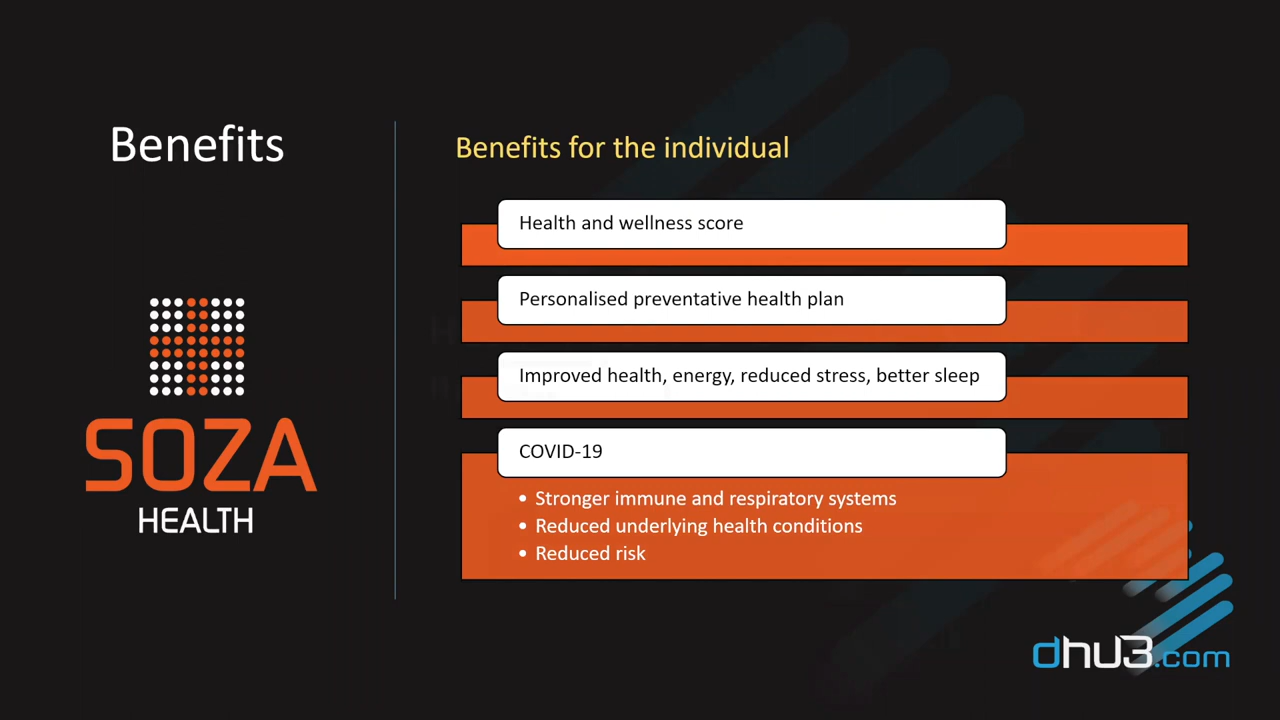 Benefits
SOZA
HEALTH
Benefits for the individual
Health and wellness score
Personalised preventative health plan
Improved health, energy, reduced stress, better sleep
COVID-19
• Stronger immune and respiratory systems
• Reduced underlying health conditions
• Reduced risk
dhu3.com